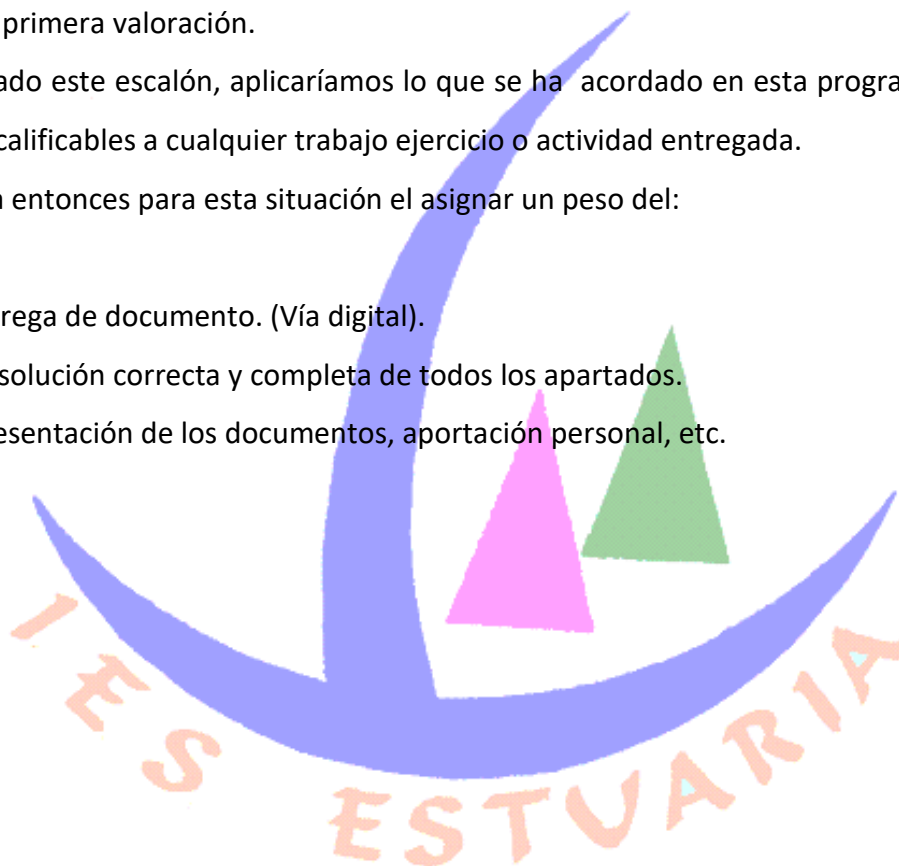 primera valoración.
ado este escalón, aplicaríamos lo que se ha acordado en esta progra
calificables a cualquier trabajo ejercicio o actividad entregada.
entonces para esta situación el asignar un peso del:
rega de documento. (Vía digital).
solución correcta y completa de todos los apartados.
esentación de los documentos, aportación personal, etc.
IES ESTUARIA